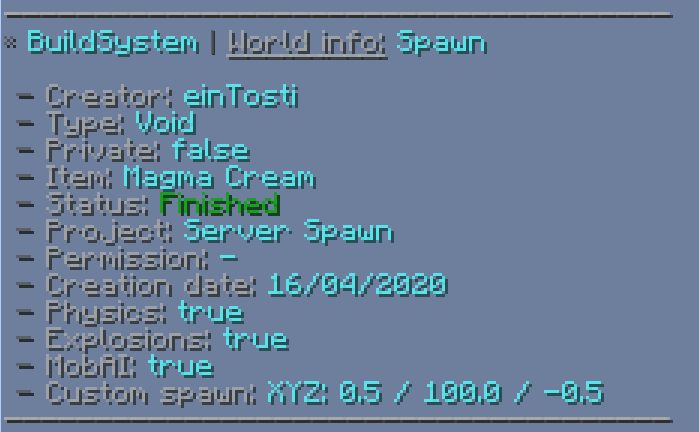 * BuildSystem | World info: Spawn
- Creator: einTosti
- Type: Void
- Private: false
- Item: Magma Cream
- Status: Finished
- Project: Server Spawn
- Permission: -
- Creation date: 16/04/2020
- Physics: true
- Explosions: true
- MobAI: true
- Custom spawn: XYZ: 0.5 / 100.0 / -0.5